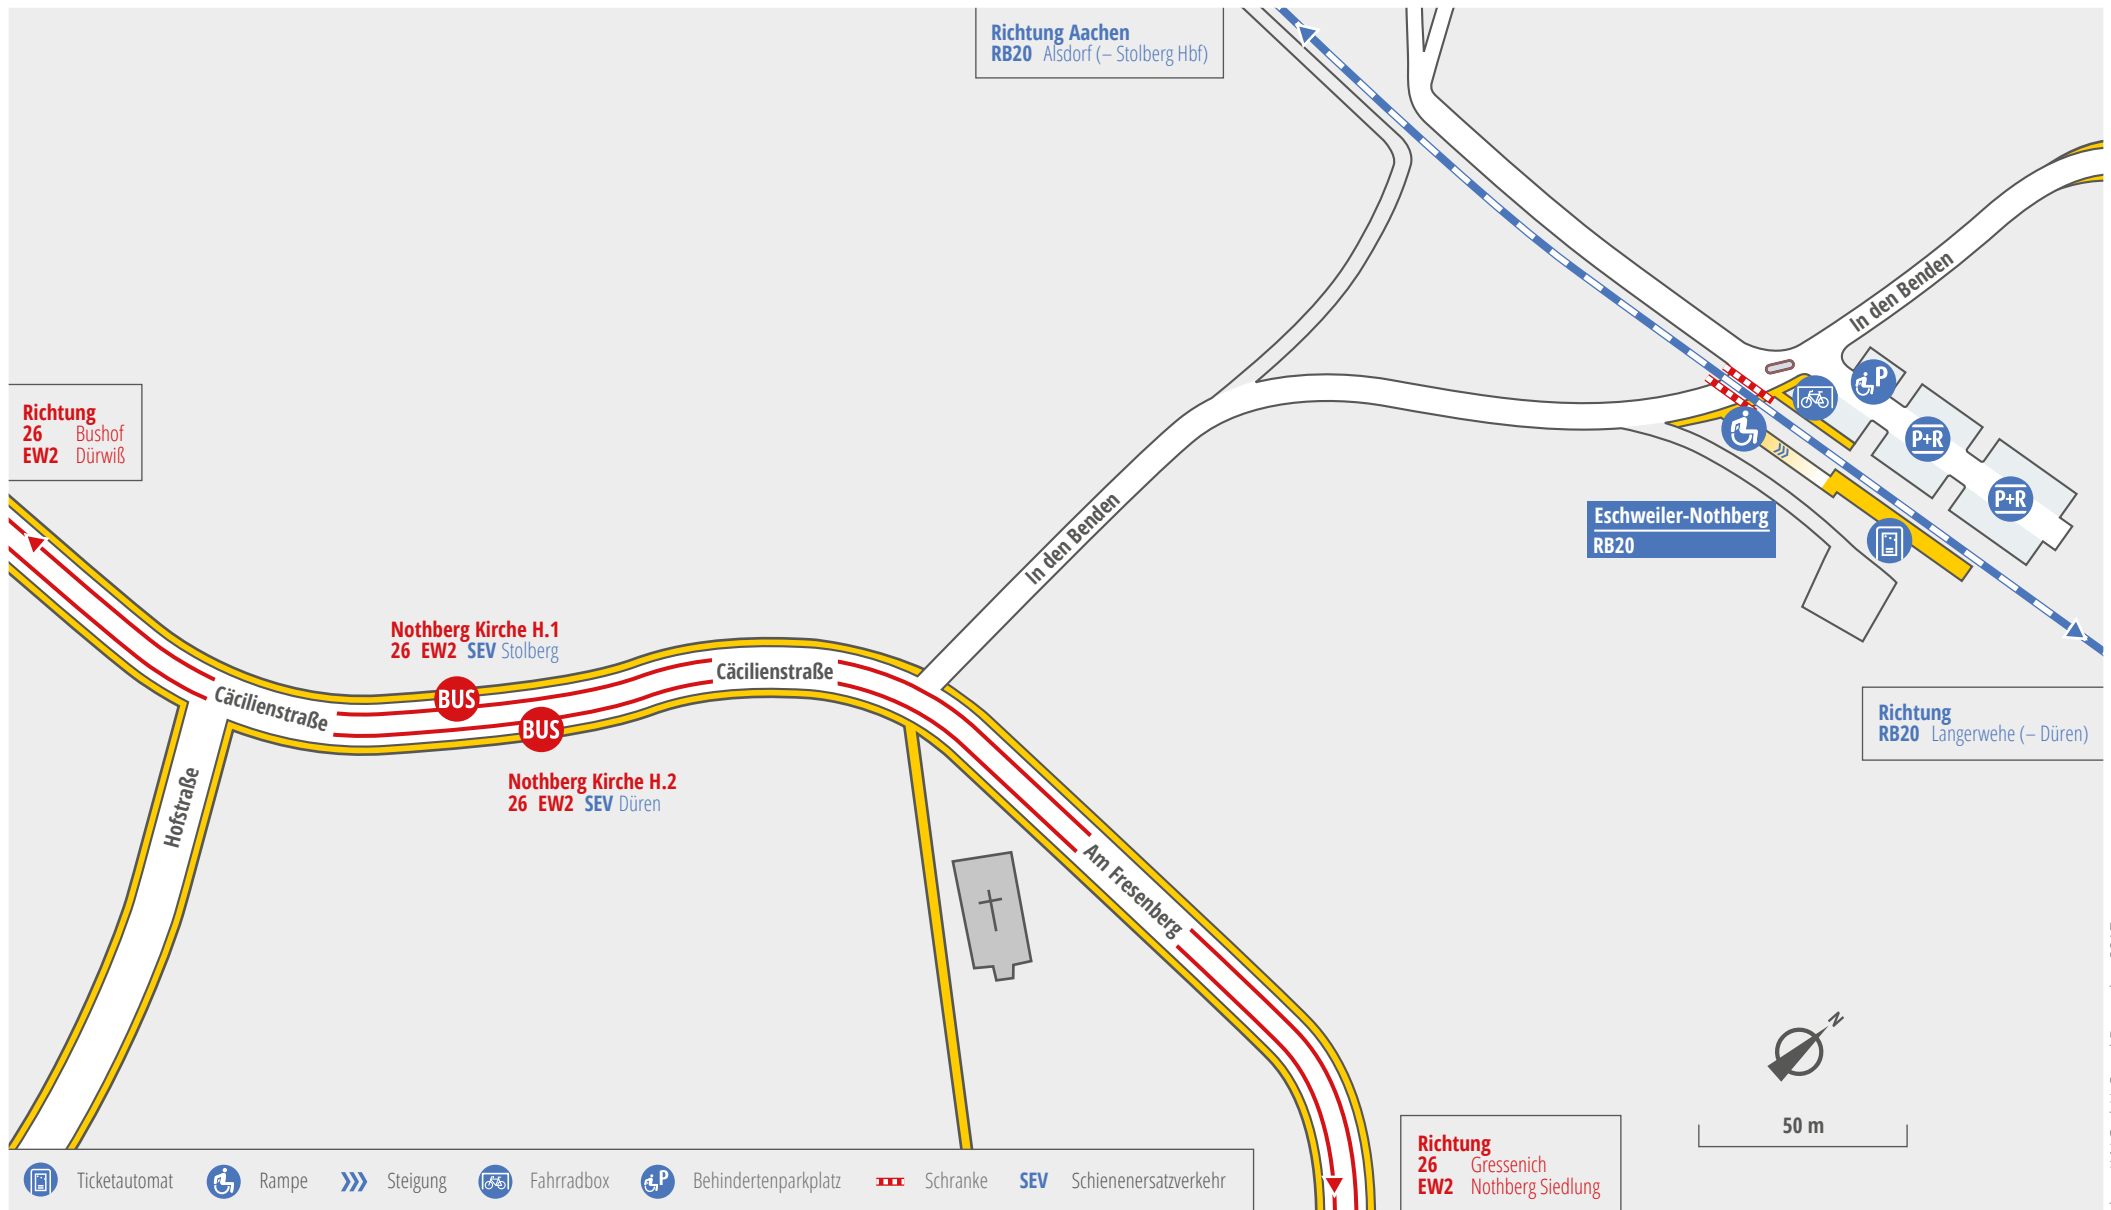 Richtung Aachen
RB20 Alsdorf (– Stolberg Hbf)
In den Benden
P
P+R
P+R
Richtung
26 Bushof
EW2 Dürwiß
Eschweiler-Nothberg
RB20
In den Benden
Nothberg Kirche H.1
26 EW2 SEV Stolberg
Cäcilienstraße
BUS
Cäcilienstraße
BUS
Richtung
RB20 Langerwehe (– Düren)
Nothberg Kirche H.2
26 EW2 SEV Düren
Hofstraße
Am Fresenberg
N
50 m
Richtung
26 Gressenich
EW2 Nothberg Siedlung
Ticketautomat
Rampe
Steigung
Fahrradbox
P
Behindertenparkplatz
Schranke
SEV Schienenersatzverkehr